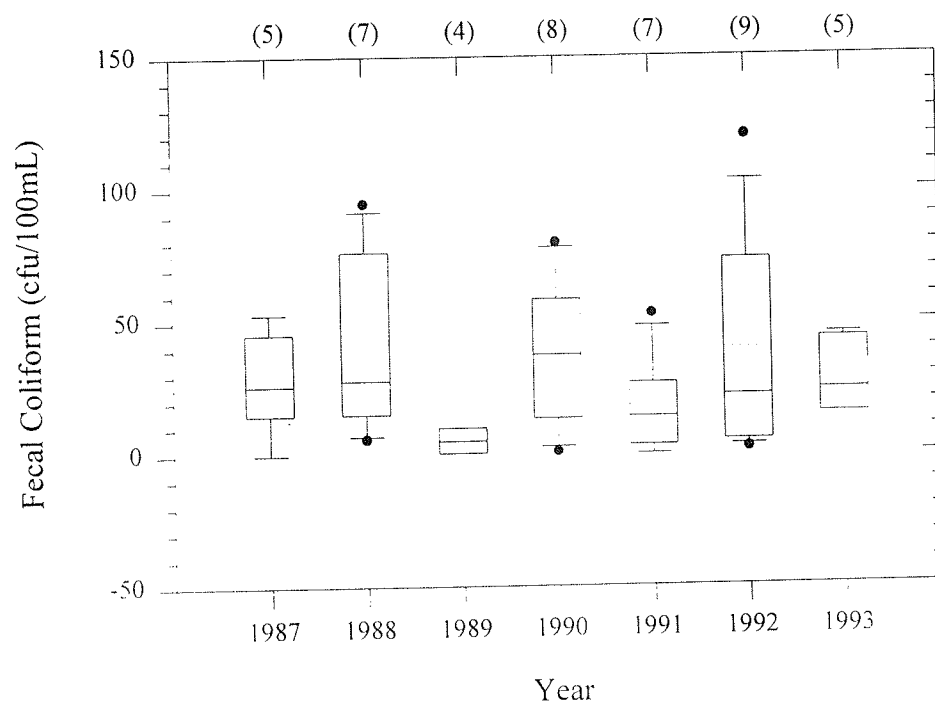 (5) (7) (4) (8) (7) (9) (5)
150
100
50
0
-50
Fecal Coliform (cfu/100mL)
1987 1988 1989 1990 1991 1992 1993
Year